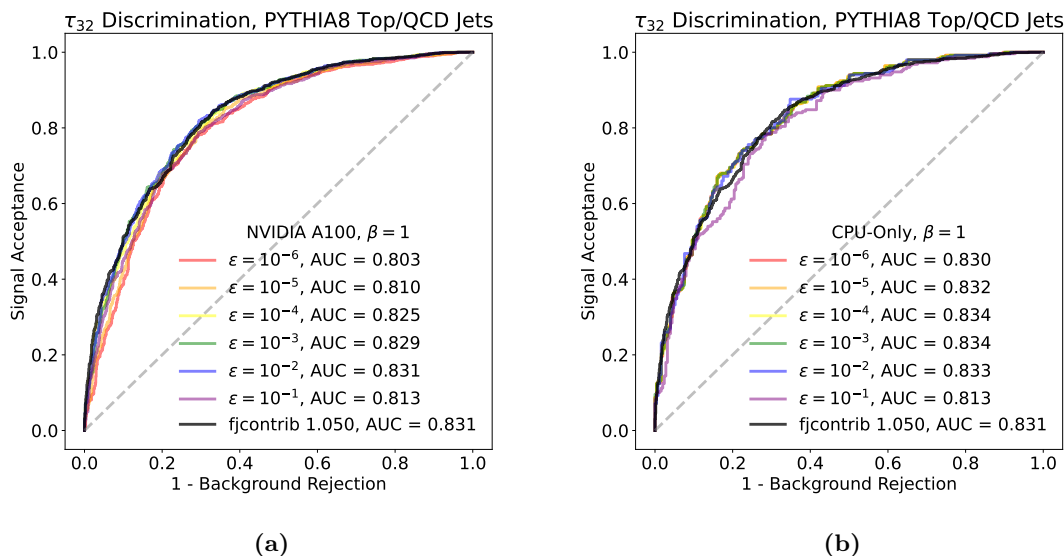 τ32 Discrimination, PYTHIA8 Top/QCD Jets
1.0
0.8
0.6
0.4
0.2
0.0
Signal Acceptance
NVIDIA A100, β = 1
ε = 10⁻⁶, AUC = 0.803
ε = 10⁻⁵, AUC = 0.810
ε = 10⁻⁴, AUC = 0.825
ε = 10⁻³, AUC = 0.829
ε = 10⁻², AUC = 0.831
ε = 10⁻¹, AUC = 0.813
fjcontrib 1.050, AUC = 0.831
0.0 0.2 0.4 0.6 0.8 1.0
1 - Background Rejection
(a)
τ32 Discrimination, PYTHIA8 Top/QCD Jets
1.0
0.8
0.6
0.4
0.2
0.0
Signal Acceptance
CPU-Only, β = 1
ε = 10⁻⁶, AUC = 0.830
ε = 10⁻⁵, AUC = 0.832
ε = 10⁻⁴, AUC = 0.834
ε = 10⁻³, AUC = 0.834
ε = 10⁻², AUC = 0.833
ε = 10⁻¹, AUC = 0.813
fjcontrib 1.050, AUC = 0.831
0.0 0.2 0.4 0.6 0.8 1.0
1 - Background Rejection
(b)